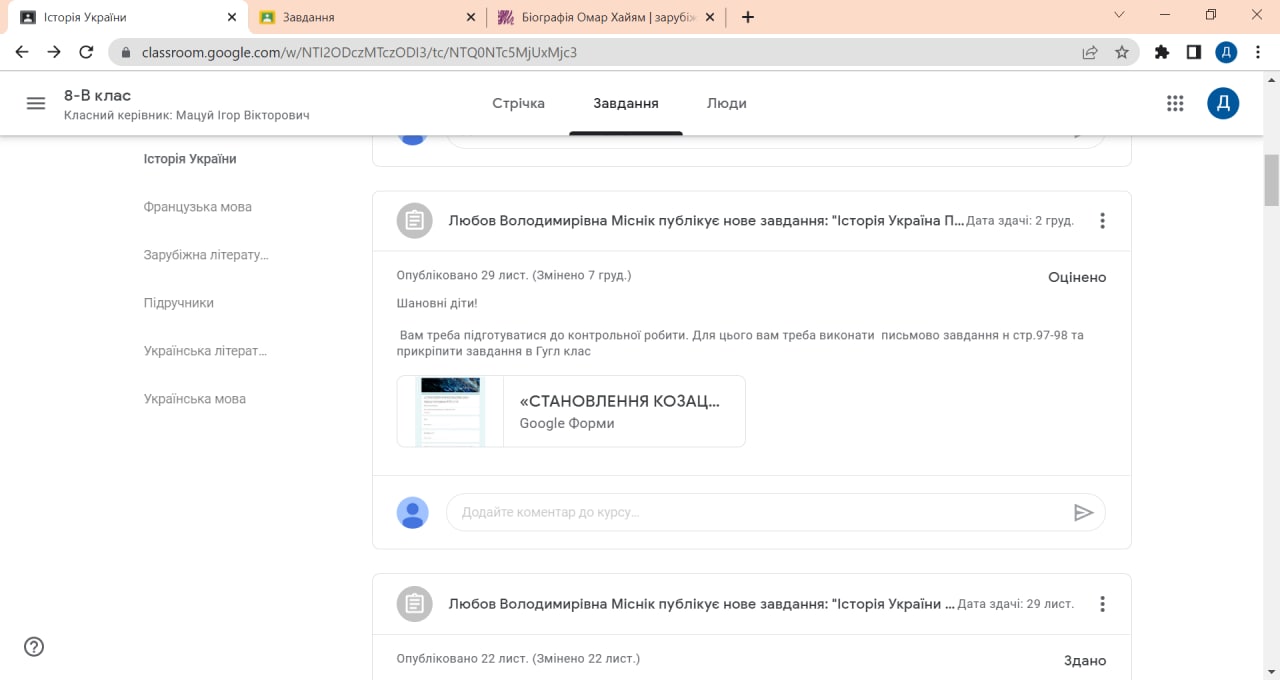 Історія України
Завдання
Біографія Омар Хайям | зарубіж
classroom.google.com/w/NTI2ODczMTczODI3/tc/NTQ0NTc5MjUxMjc3
Д
8-В клас
Класний керівник: Мацуй Ігор Вікторович
Стрічка
Завдання
Люди
Д
Історія України
Французька мова
Зарубіжна літерату...
Підручники
Українська літерат...
Українська мова
Любов Володимирівна Міснік публікує нове завдання: "Історія Україна П... Дата здачі: 2 груд.
Опубліковано 29 лист. (Змінено 7 груд.)
Оцінено
Шановні діти!
Вам треба підготуватися до контрольної робити. Для цього вам треба виконати письмово завдання н стр.97-98 та
прикріпити завдання в Гугл клас
«СТАНОВЛЕННЯ КОЗАЦ...
Google Форми
Додайте коментар до курсу...
Любов Володимирівна Міснік публікує нове завдання: "Історія України ... Дата здачі: 29 лист.
Опубліковано 22 лист. (Змінено 22 лист.)
Здано